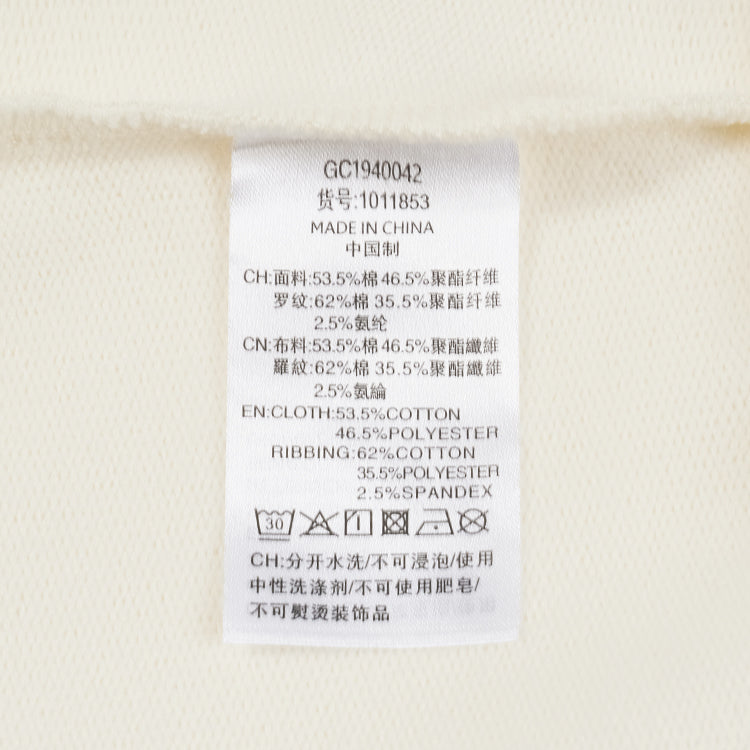 GC1940042
货号:1011853
MADE IN CHINA
中国制
CH:面料:53.5%棉 46.5%聚酯纤维
罗纹:62%棉 35.5%聚酯纤维
2.5%氨纶
CN:布料:53.5%棉 46.5%聚酯纖維
羅紋:62%棉 35.5%聚酯纖維
2.5%氨綸
EN:CLOTH:53.5%COTTON
46.5%POLYESTER
RIBBING:62%COTTON
35.5%POLYESTER
2.5%SPANDEX
30
CH:分开水洗/不可浸泡/使用
中性洗涤剂/不可使用肥皂/
不可熨烫装饰品